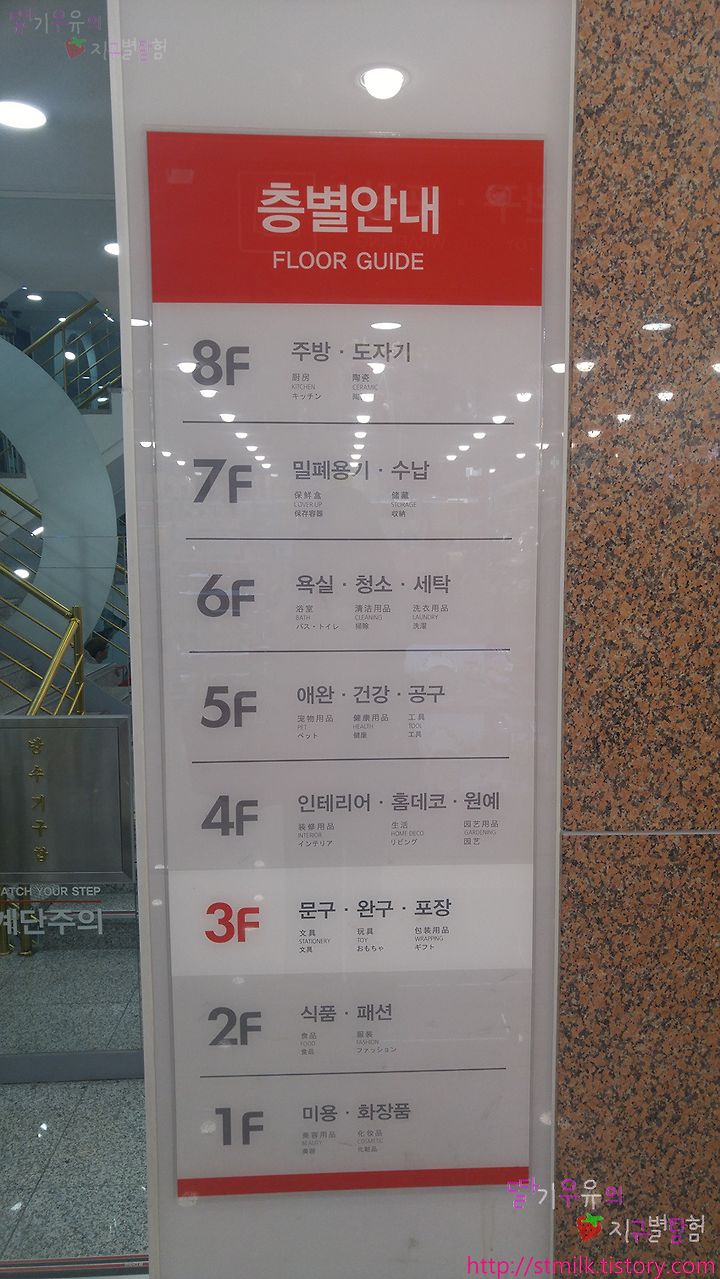 딸기우유의
지구별탐험
층별안내
FLOOR GUIDE
8F 주방 · 도자기
厨房 陶瓷
KITCHEN CERAMIC
キッチン
7F 밀폐용기 · 수납
保鲜盒 储藏
COVER UP STORAGE
保存容器 収納
6F 욕실 · 청소 · 세탁
浴室 清洁用品 洗衣用品
BATH CLEANING LAUNDRY
バス・トイレ 掃除 洗濯
5F 애완 · 건강 · 공구
宠物用品 健康用品 工具
PET HEALTH TOOL
ペット 健康 工具
4F 인테리어 · 홈데코 · 원예
装修用品 生活 园艺用品
INTERIOR HOME DECO GARDENING
インテリア リビング 园艺
3F 문구 · 완구 · 포장
文具 玩具 包装用品
STATIONERY TOY WRAPPING
文具 おもちゃ ギフト
2F 식품 · 패션
食品 服装
FOOD FASHION
食品 ファッション
1F 미용 · 화장품
美容用品 化妆品
BEAUTY COSMETIC
美容 化粧品
방수기구함
ATCH YOUR STEP
계단주의
딸기우유의
지구별탐험
http://stmilk.tistory.com